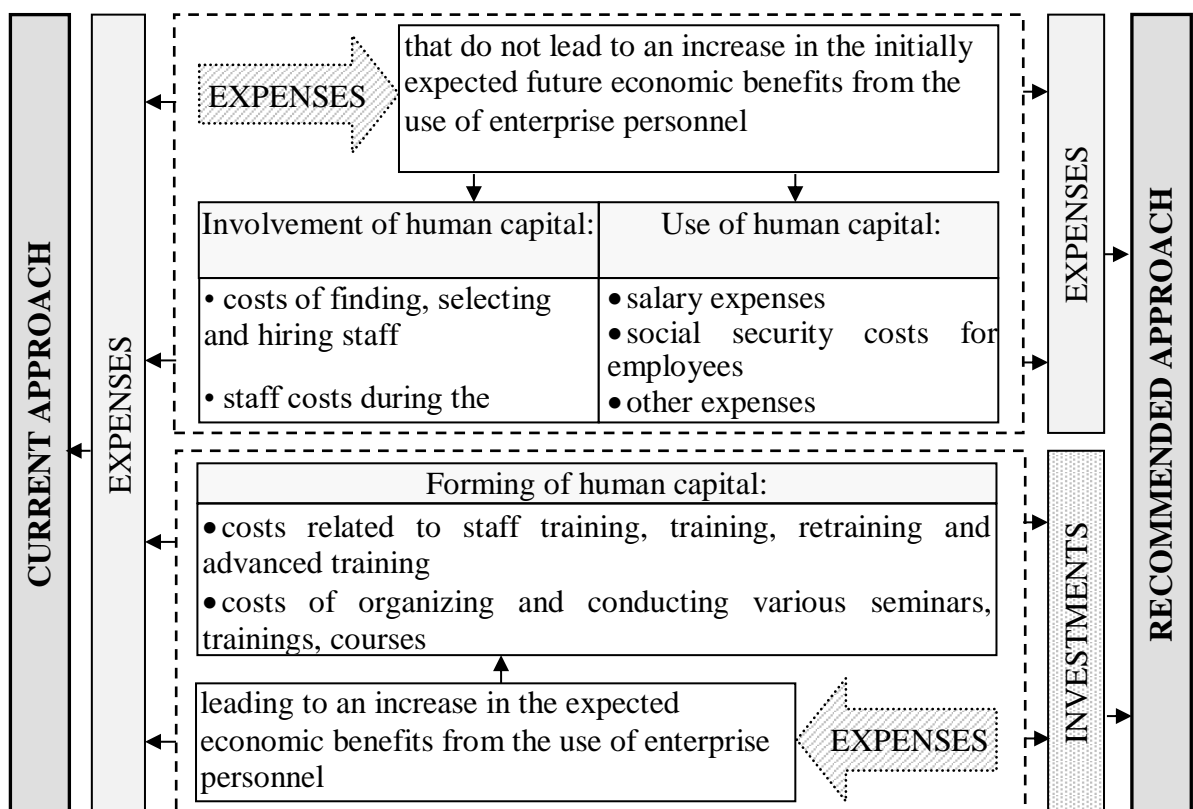 CURRENT APPROACH
EXPENSES
EXPENSES
that do not lead to an increase in the initially
expected future economic benefits from the
use of enterprise personnel
Involvement of human capital:
• costs of finding, selecting
and hiring staff
• staff costs during the
Use of human capital:
• salary expenses
• social security costs for
employees
• other expenses
Forming of human capital:
• costs related to staff training, training, retraining and
advanced training
• costs of organizing and conducting various seminars,
trainings, courses
leading to an increase in the expected
economic benefits from the use of enterprise
personnel
EXPENSES
EXPENSES
INVESTMENTS
RECOMMENDED APPROACH